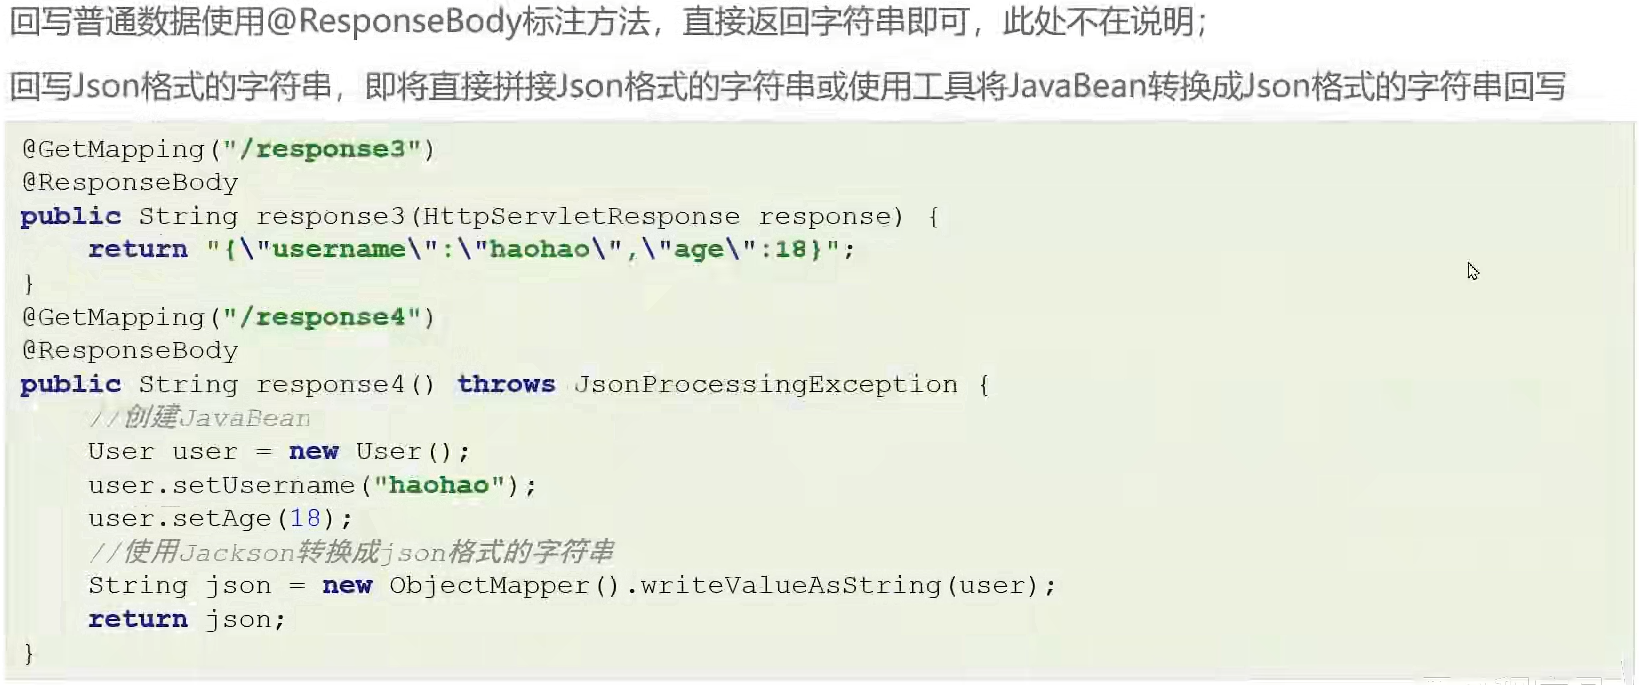 回写普通数据使用@ResponseBody标注方法，直接返回字符串即可，此处不在说明；
回写Json格式的字符串，即将直接拼接Json格式的字符串或使用工具将JavaBean转换成Json格式的字符串回写
@GetMapping("/response3")
@ResponseBody
public String response3(HttpServletResponse response) {
    return "{\"username\":\"haohao\",\"age\":18}";
}
@GetMapping("/response4")
@ResponseBody
public String response4() throws JsonProcessingException {
    //创建JavaBean
    User user = new User();
    user.setUsername("haohao");
    user.setAge(18);
    //使用Jackson转换成json格式的字符串
    String json = new ObjectMapper().writeValueAsString(user);
    return json;
}